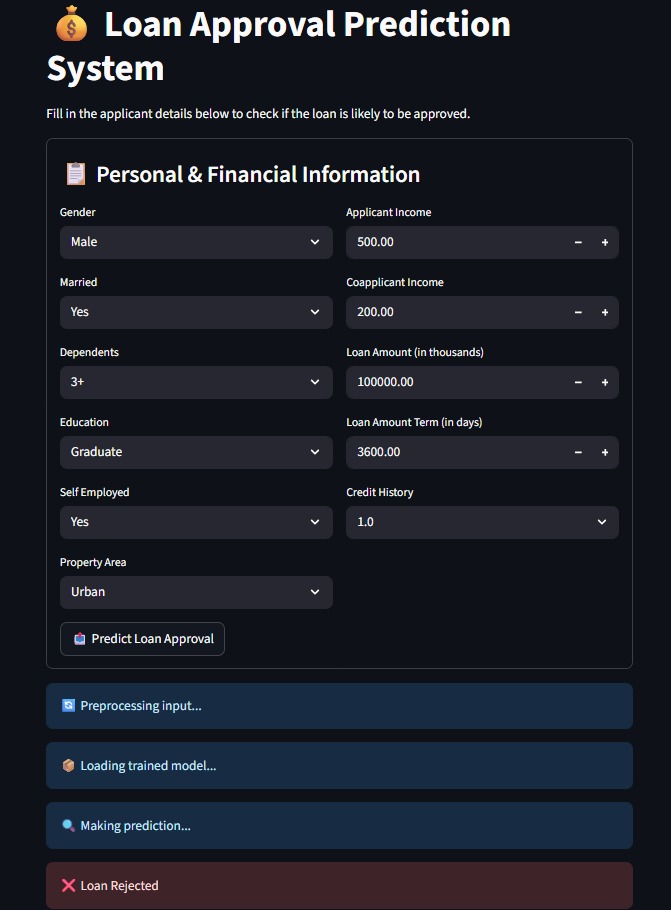 💰 Loan Approval Prediction
System
Fill in the applicant details below to check if the loan is likely to be approved.
📋 Personal & Financial Information
Gender
Male
Married
Yes
Dependents
3+
Education
Graduate
Self Employed
Yes
Property Area
Urban
Applicant Income
500.00
Coapplicant Income
200.00
Loan Amount (in thousands)
100000.00
Loan Amount Term (in days)
3600.00
Credit History
1.0
📤 Predict Loan Approval
🔄 Preprocessing input...
📦 Loading trained model...
🔍 Making prediction...
❌ Loan Rejected